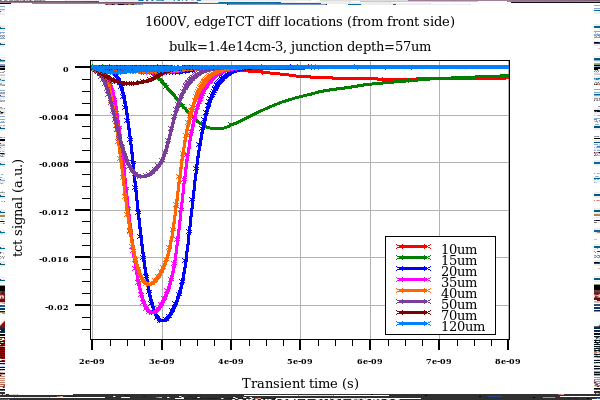 1600V, edgeTCT diff locations (from front side)
bulk=1.4e14cm-3, junction depth=57um
tct signal (a.u.)
0
-0.004
-0.008
-0.012
-0.016
-0.02
10um
15um
20um
35um
40um
50um
70um
120um
2e-09 3e-09 4e-09 5e-09 6e-09 7e-09 8e-09
Transient time (s)